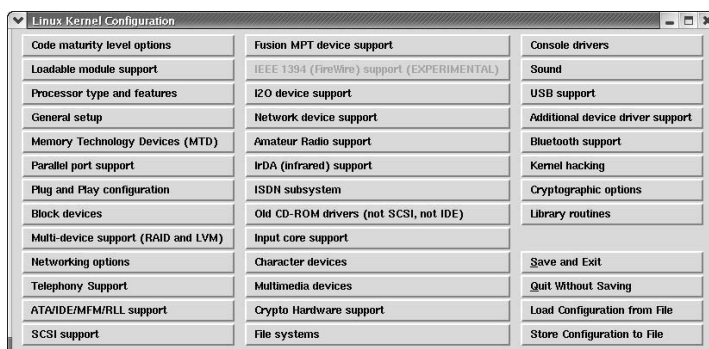 Linux Kernel Configuration
Code maturity level options
Loadable module support
Processor type and features
General setup
Memory Technology Devices (MTD)
Parallel port support
Plug and Play configuration
Block devices
Multi-device support (RAID and LVM)
Networking options
Telephony Support
ATA/IDE/MFM/RLL support
SCSI support
Fusion MPT device support
IEEE 1394 (FireWire) support (EXPERIMENTAL)
I2O device support
Network device support
Amateur Radio support
IrDA (infrared) support
ISDN subsystem
Old CD-ROM drivers (not SCSI, not IDE)
Input core support
Character devices
Multimedia devices
Crypto Hardware support
File systems
Console drivers
Sound
USB support
Additional device driver support
Bluetooth support
Kernel hacking
Cryptographic options
Library routines
Save and Exit
Quit Without Saving
Load Configuration from File
Store Configuration to File